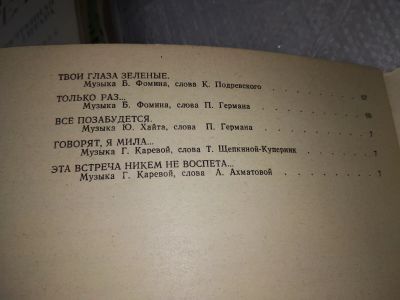 ТВОИ ГЛАЗА ЗЕЛЕНЫЕ.
Музыка Б. Фомина, слова К. Подревского
ТОЛЬКО РАЗ...
Музыка Б. Фомина, слова П. Германа
ВСЕ ПОЗАБУДЕТСЯ.
Музыка Ю. Хайта, слова П. Германа
ГОВОРЯТ, Я МИЛА...
Музыка Г. Каревой, слова Т. Щепкиной-Куперник
ЭТА ВСТРЕЧА НИКЕМ НЕ ВОСПЕТА...
Музыка Г. Каревой, слова А. Ахматовой